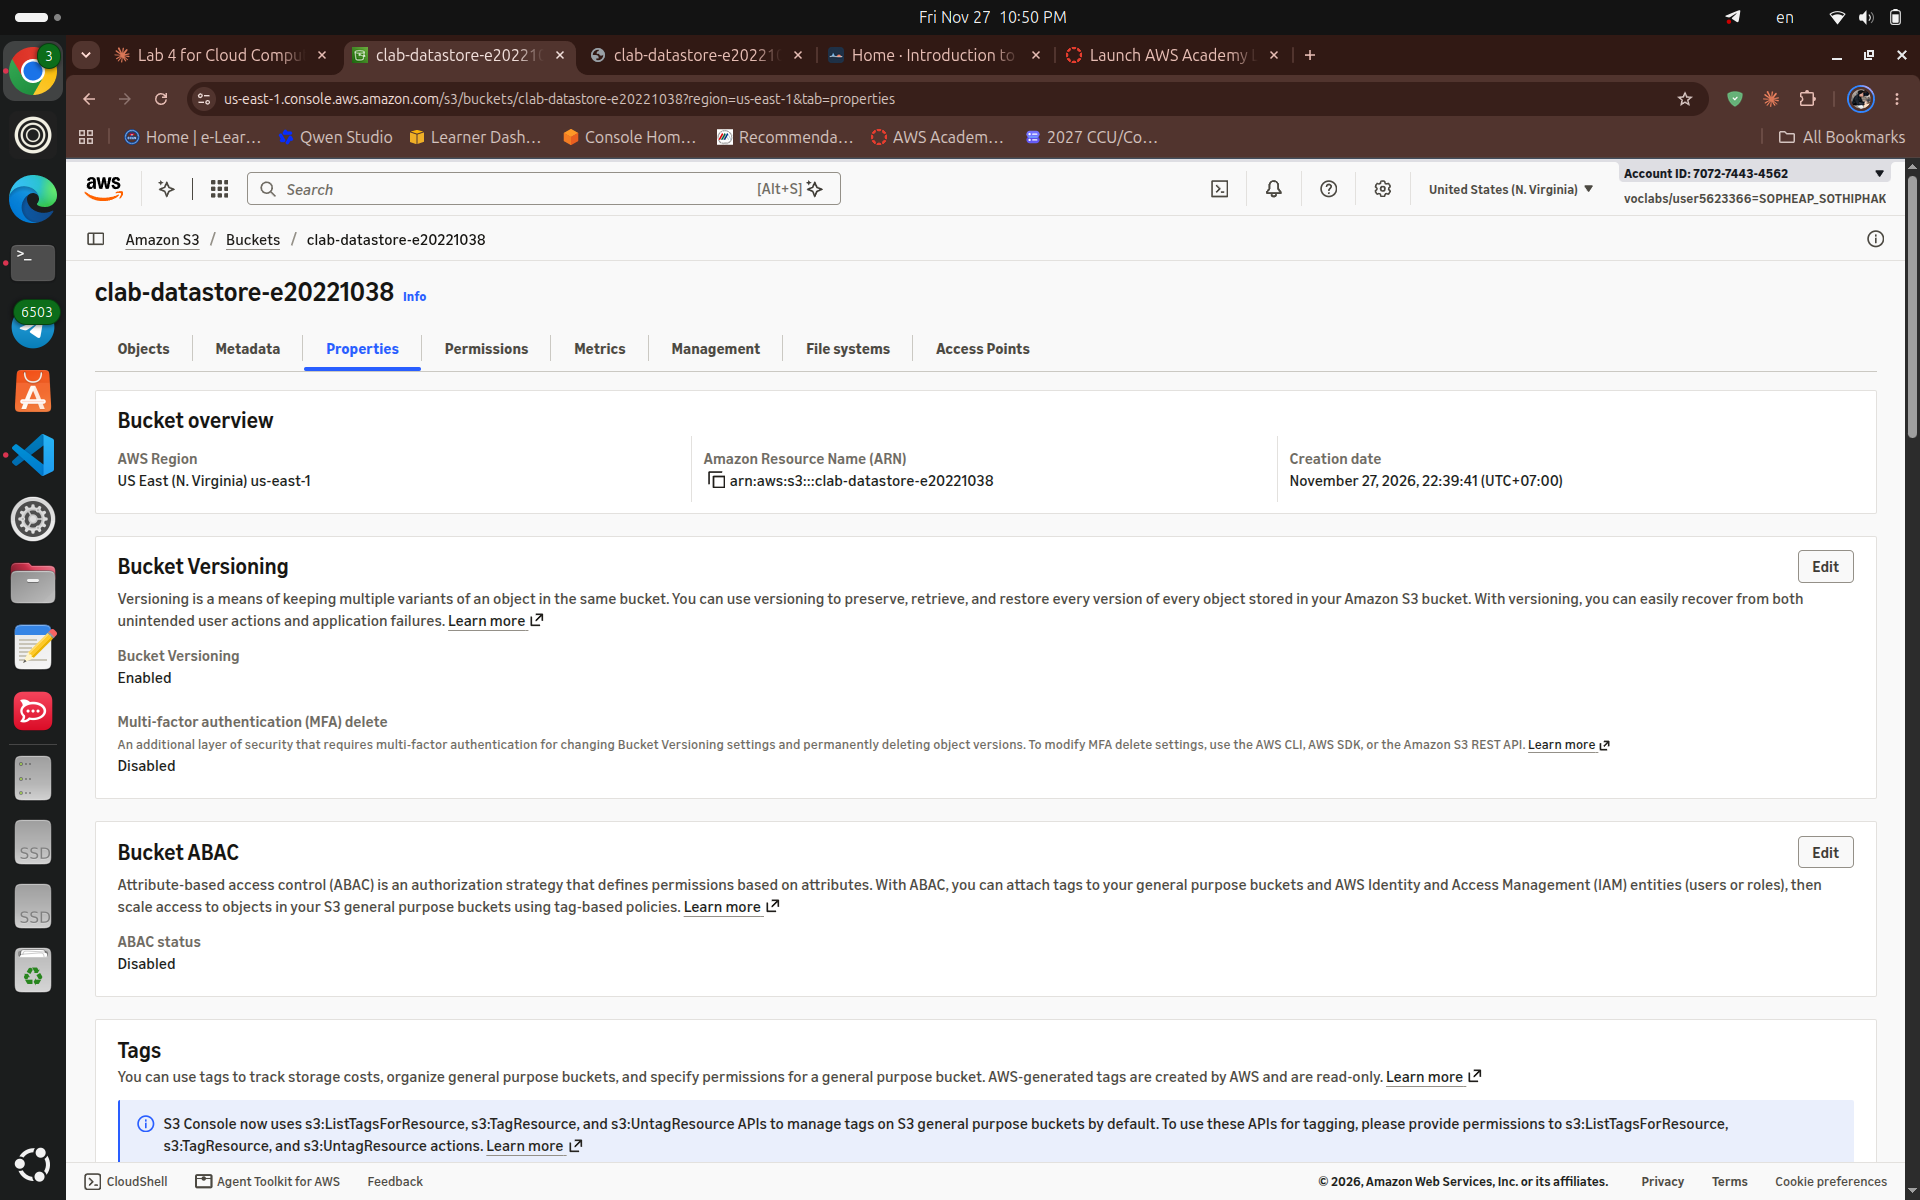 Fri Nov 27 10:50 PM
en
3
Lab 4 for Cloud Compu
clab-datastore-e202210
clab-datastore-e202210
Home · Introduction to
Launch AWS Academy
us-east-1.console.aws.amazon.com/s3/buckets/clab-datastore-e20221038?region=us-east-1&tab=properties
Home | e-Lear…
Qwen Studio
Learner Dash…
Console Hom…
Recommenda…
AWS Academ…
2027 CCU/Co…
All Bookmarks
aws
Search
[Alt+S]
United States (N. Virginia)
Account ID: 7072-7443-4562
voclabs/user5623366=SOPHEAP_SOTHIPHAK
Amazon S3 / Buckets / clab-datastore-e20221038
clab-datastore-e20221038 Info
6503
Objects
Metadata
Properties
Permissions
Metrics
Management
File systems
Access Points
Bucket overview
AWS Region
US East (N. Virginia) us-east-1
Amazon Resource Name (ARN)
arn:aws:s3:::clab-datastore-e20221038
Creation date
November 27, 2026, 22:39:41 (UTC+07:00)
Bucket Versioning
Edit
Versioning is a means of keeping multiple variants of an object in the same bucket. You can use versioning to preserve, retrieve, and restore every version of every object stored in your Amazon S3 bucket. With versioning, you can easily recover from both
unintended user actions and application failures. Learn more
Bucket Versioning
Enabled
Multi-factor authentication (MFA) delete
An additional layer of security that requires multi-factor authentication for changing Bucket Versioning settings and permanently deleting object versions. To modify MFA delete settings, use the AWS CLI, AWS SDK, or the Amazon S3 REST API. Learn more
Disabled
Bucket ABAC
Edit
Attribute-based access control (ABAC) is an authorization strategy that defines permissions based on attributes. With ABAC, you can attach tags to your general purpose buckets and AWS Identity and Access Management (IAM) entities (users or roles), then
scale access to objects in your S3 general purpose buckets using tag-based policies. Learn more
ABAC status
Disabled
SSD
SSD
Tags
You can use tags to track storage costs, organize general purpose buckets, and specify permissions for a general purpose bucket. AWS-generated tags are created by AWS and are read-only. Learn more
S3 Console now uses s3:ListTagsForResource, s3:TagResource, and s3:UntagResource APIs to manage tags on S3 general purpose buckets by default. To use these APIs for tagging, please provide permissions to s3:ListTagsForResource,
s3:TagResource, and s3:UntagResource actions. Learn more
CloudShell
Agent Toolkit for AWS
Feedback
© 2026, Amazon Web Services, Inc. or its affiliates.
Privacy
Terms
Cookie preferences